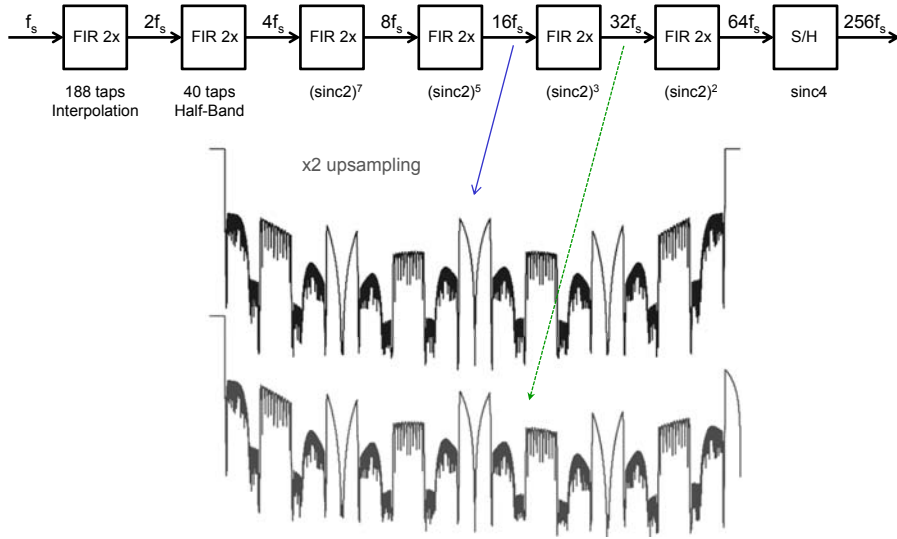 fs 2fs 4fs 8fs 16fs 32fs 64fs 256fs
FIR 2x FIR 2x FIR 2x FIR 2x FIR 2x FIR 2x S/H
188 taps 40 taps (sinc2)⁷ (sinc2)⁵ (sinc2)³ (sinc2)² sinc4
Interpolation Half-Band
x2 upsampling